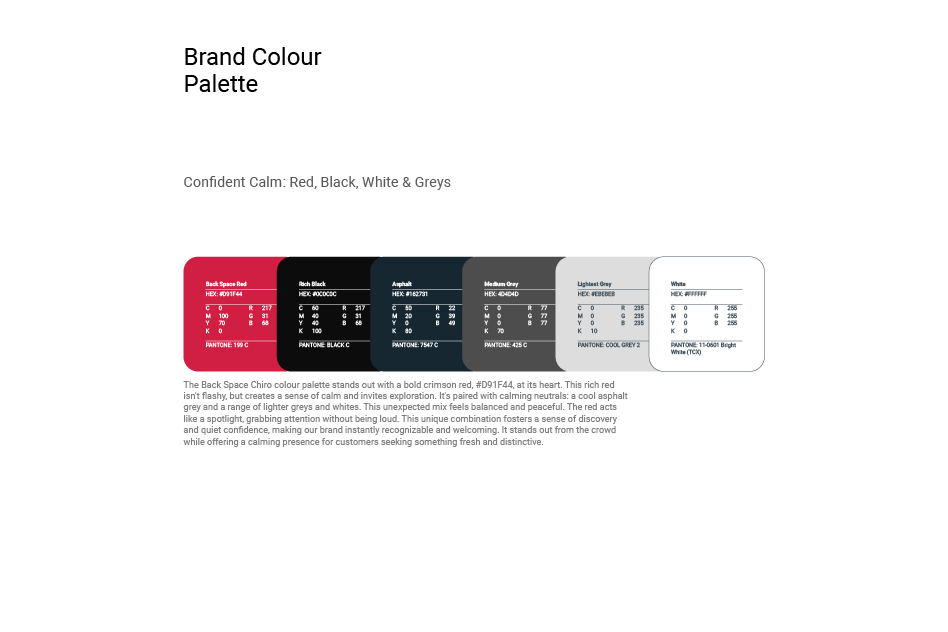 Brand Colour
Palette
Confident Calm: Red, Black, White & Greys
Back Space Red
HEX: #D91F44
C 0 R 217
M 100 G 31
Y 70 B 68
K 0
PANTONE: 199 C
Rich Black
HEX: #0C0C0C
C 60 R 217
M 40 G 31
Y 40 B 68
K 100
PANTONE: BLACK C
Asphalt
HEX: #162731
C 50 R 22
M 20 G 39
Y 0 B 49
K 80
PANTONE: 7547 C
Medium Grey
HEX: 4D4D4D
C 0 R 77
M 0 G 77
Y 0 B 77
K 70
PANTONE: 425 C
Lightest Grey
HEX: #EBEBEB
C 0 R 235
M 0 G 235
Y 0 B 235
K 10
PANTONE: COOL GREY 2
White
HEX: #FFFFFF
C 0 R 255
M 0 G 255
Y 0 B 255
K 0
PANTONE: 11-0601 Bright
White (TCX)
The Back Space Chiro colour palette stands out with a bold crimson red, #D91F44, at its heart. This rich red
isn't flashy, but creates a sense of calm and invites exploration. It's paired with calming neutrals: a cool asphalt
grey and a range of lighter greys and whites. This unexpected mix feels balanced and peaceful. The red acts
like a spotlight, grabbing attention without being loud. This unique combination fosters a sense of discovery
and quiet confidence, making our brand instantly recognizable and welcoming. It stands out from the crowd
while offering a calming presence for customers seeking something fresh and distinctive.